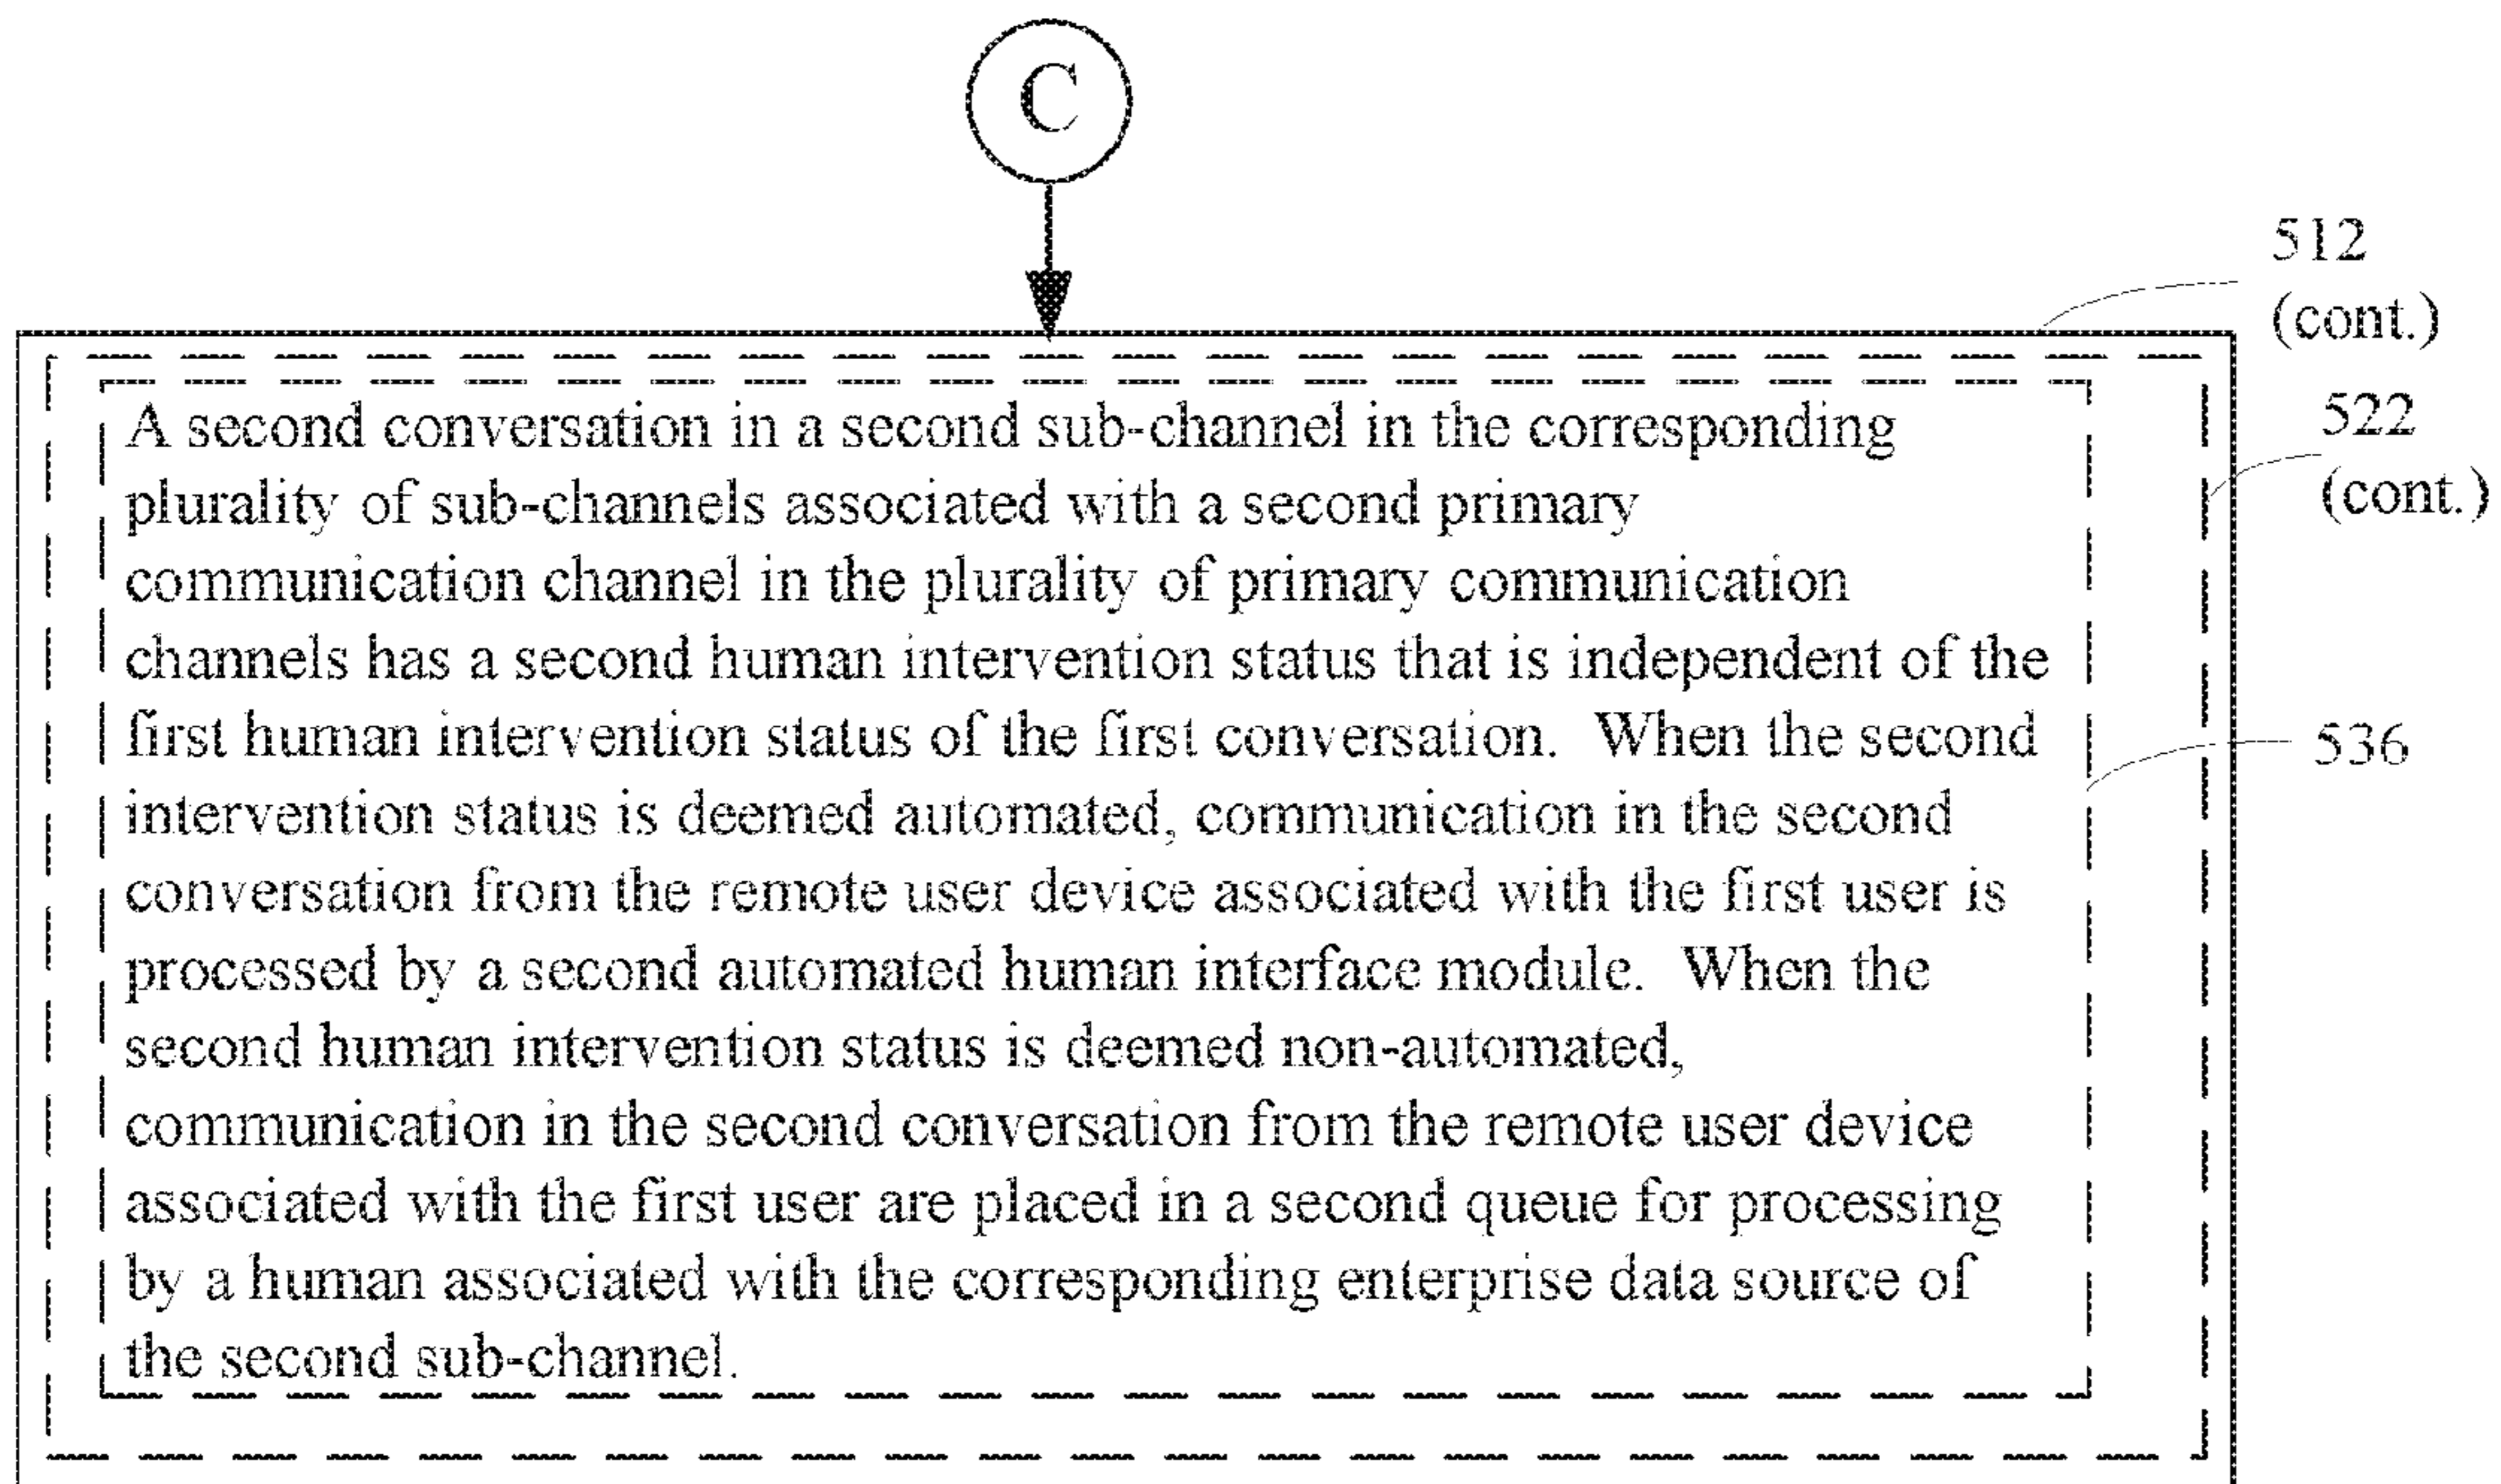 C
512
(cont.)
522
(cont.)
A second conversation in a second sub-channel in the corresponding
plurality of sub-channels associated with a second primary
communication channel in the plurality of primary communication
channels has a second human intervention status that is independent of the
first human intervention status of the first conversation.  When the second
intervention status is deemed automated, communication in the second
conversation from the remote user device associated with the first user is
processed by a second automated human interface module.  When the
second human intervention status is deemed non-automated,
communication in the second conversation from the remote user device
associated with the first user are placed in a second queue for processing
by a human associated with the corresponding enterprise data source of
the second sub-channel.
536